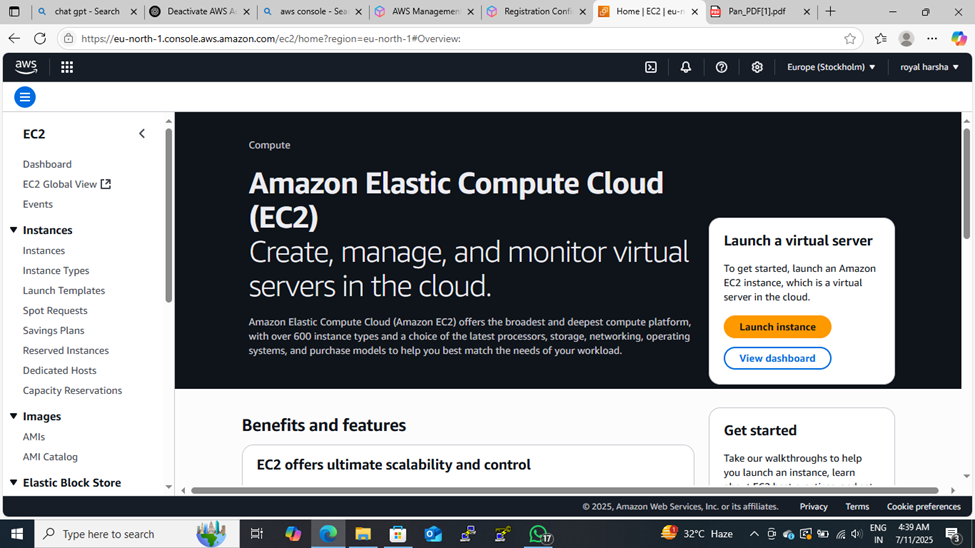 chat gpt - Search
Deactivate AWS A
aws console - Sea
AWS Managemen
Registration Confi
Home | EC2 | eu-n
Pan_PDF[1].pdf
https://eu-north-1.console.aws.amazon.com/ec2/home?region=eu-north-1#Overview:
aws
Europe (Stockholm)
royal harsha
EC2
Dashboard
EC2 Global View
Events
Instances
Instances
Instance Types
Launch Templates
Spot Requests
Savings Plans
Reserved Instances
Dedicated Hosts
Capacity Reservations
Images
AMIs
AMI Catalog
Elastic Block Store
Compute
Amazon Elastic Compute Cloud
(EC2)
Create, manage, and monitor virtual
servers in the cloud.
Amazon Elastic Compute Cloud (Amazon EC2) offers the broadest and deepest compute platform,
with over 600 instance types and a choice of the latest processors, storage, networking, operating
systems, and purchase models to help you best match the needs of your workload.
Launch a virtual server
To get started, launch an Amazon
EC2 instance, which is a virtual
server in the cloud.
Launch instance
View dashboard
Benefits and features
EC2 offers ultimate scalability and control
Get started
Take our walkthroughs to help
you launch an instance, learn
© 2025, Amazon Web Services, Inc. or its affiliates.
Privacy
Terms
Cookie preferences
Type here to search
17
32°C Haze
ENG
IN
4:39 AM
7/11/2025
3